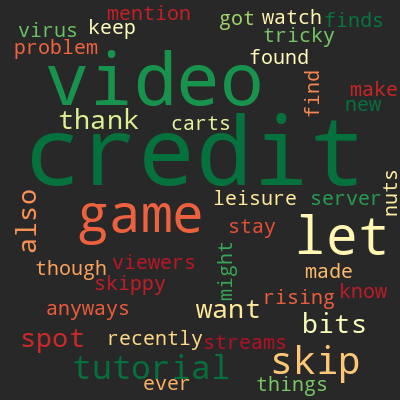 mention
virus keep got watch finds
problem tricky
found
video find make
new
thank carts
credit
nuts
also game leisure server
stay let
though viewers might made
skippy rising know
anyways want bits
spot recently streams
tutorial skip
ever things